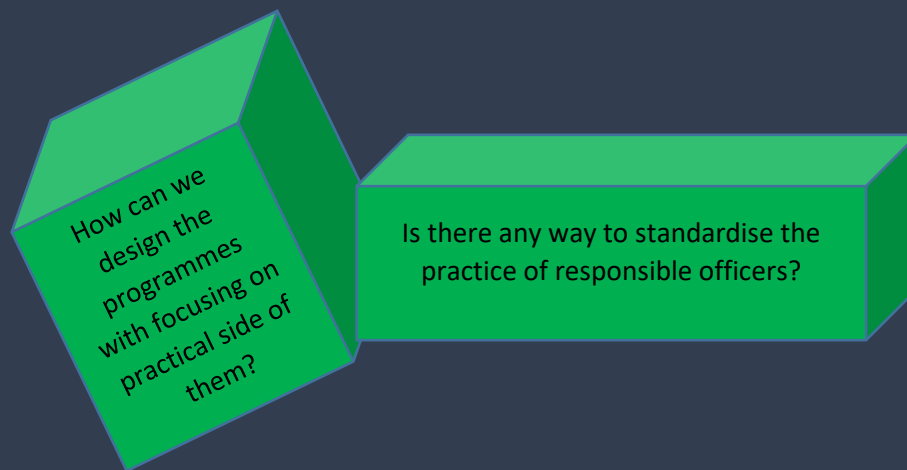 How can we
design the
programmes
with focusing on
practical side of
them?
Is there any way to standardise the
practice of responsible officers?